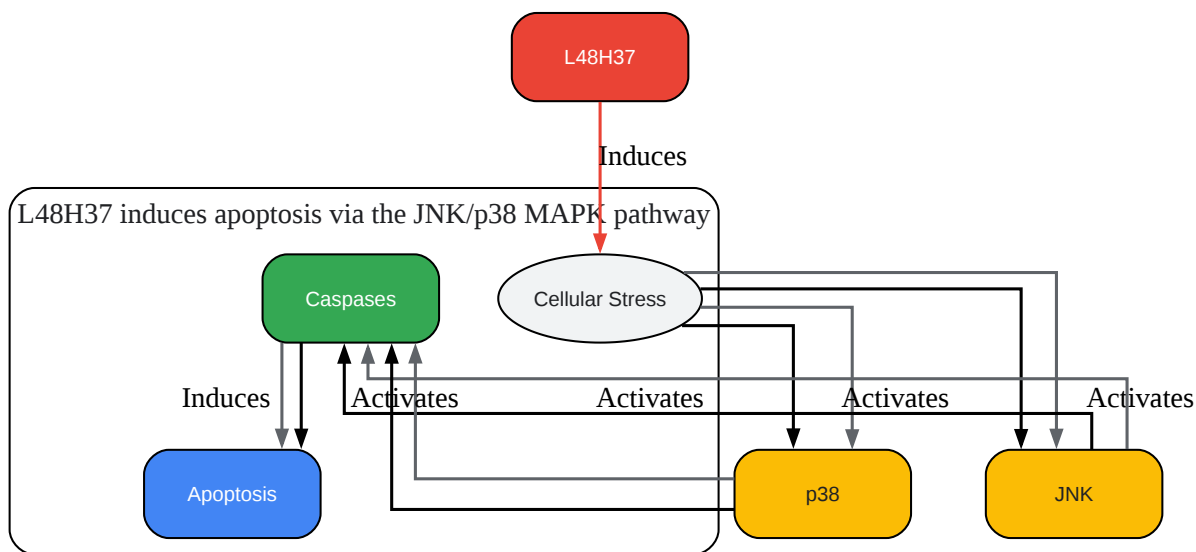 L48H37
Induces
L48H37 induces apoptosis via the JNK/p38 MAPK pathway
Caspases
Cellular Stress
Induces
Activates
Activates
Activates
Activates
Apoptosis
p38
JNK